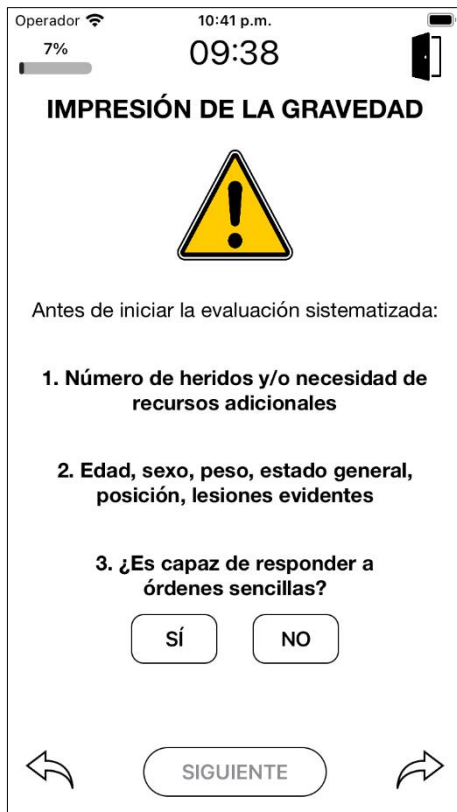 Operador 10:41 p.m.
7% 09:38
IMPRESIÓN DE LA GRAVEDAD
Antes de iniciar la evaluación sistematizada:
1. Número de heridos y/o necesidad de
recursos adicionales
2. Edad, sexo, peso, estado general,
posición, lesiones evidentes
3. ¿Es capaz de responder a
órdenes sencillas?
SÍ NO
SIGUIENTE